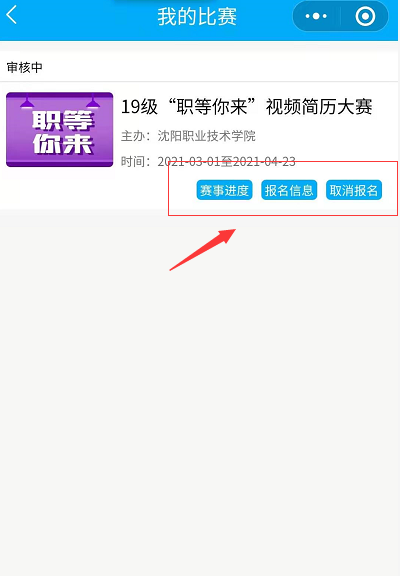 我的比赛
审核中
职等
你来
19级“职等你来”视频简历大赛
主办：沈阳职业技术学院
时间：2021-03-01至2021-04-23
赛事进度 报名信息 取消报名